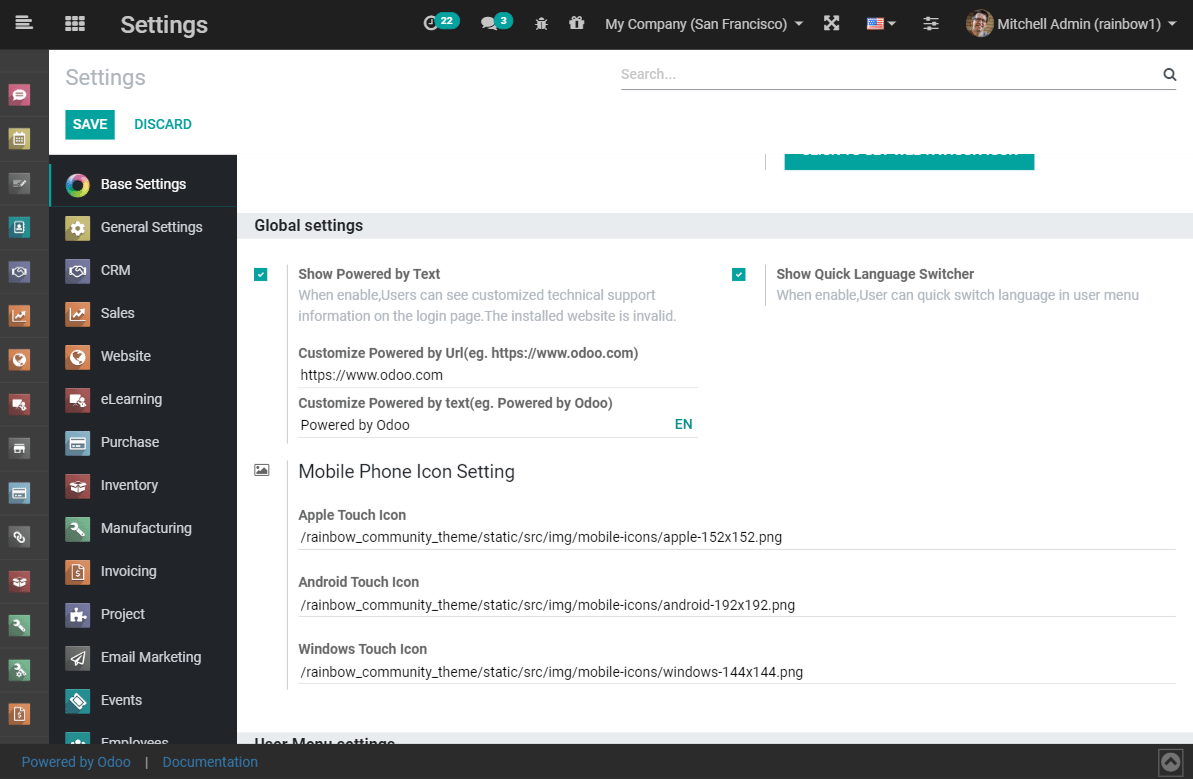 Settings
22
3
My Company (San Francisco)
Mitchell Admin (rainbow1)
Settings
Search...
SAVE
DISCARD
Base Settings
General Settings
CRM
Sales
Website
eLearning
Purchase
Inventory
Manufacturing
Invoicing
Project
Email Marketing
Events
Employees
Global settings
Show Powered by Text
When enable,Users can see customized technical support
information on the login page.The installed website is invalid.
Customize Powered by Url(eg. https://www.odoo.com)
https://www.odoo.com
Customize Powered by text(eg. Powered by Odoo)
Powered by Odoo
EN
Show Quick Language Switcher
When enable,User can quick switch language in user menu
Mobile Phone Icon Setting
Apple Touch Icon
/rainbow_community_theme/static/src/img/mobile-icons/apple-152x152.png
Android Touch Icon
/rainbow_community_theme/static/src/img/mobile-icons/android-192x192.png
Windows Touch Icon
/rainbow_community_theme/static/src/img/mobile-icons/windows-144x144.png
User Menu settings
Powered by Odoo | Documentation